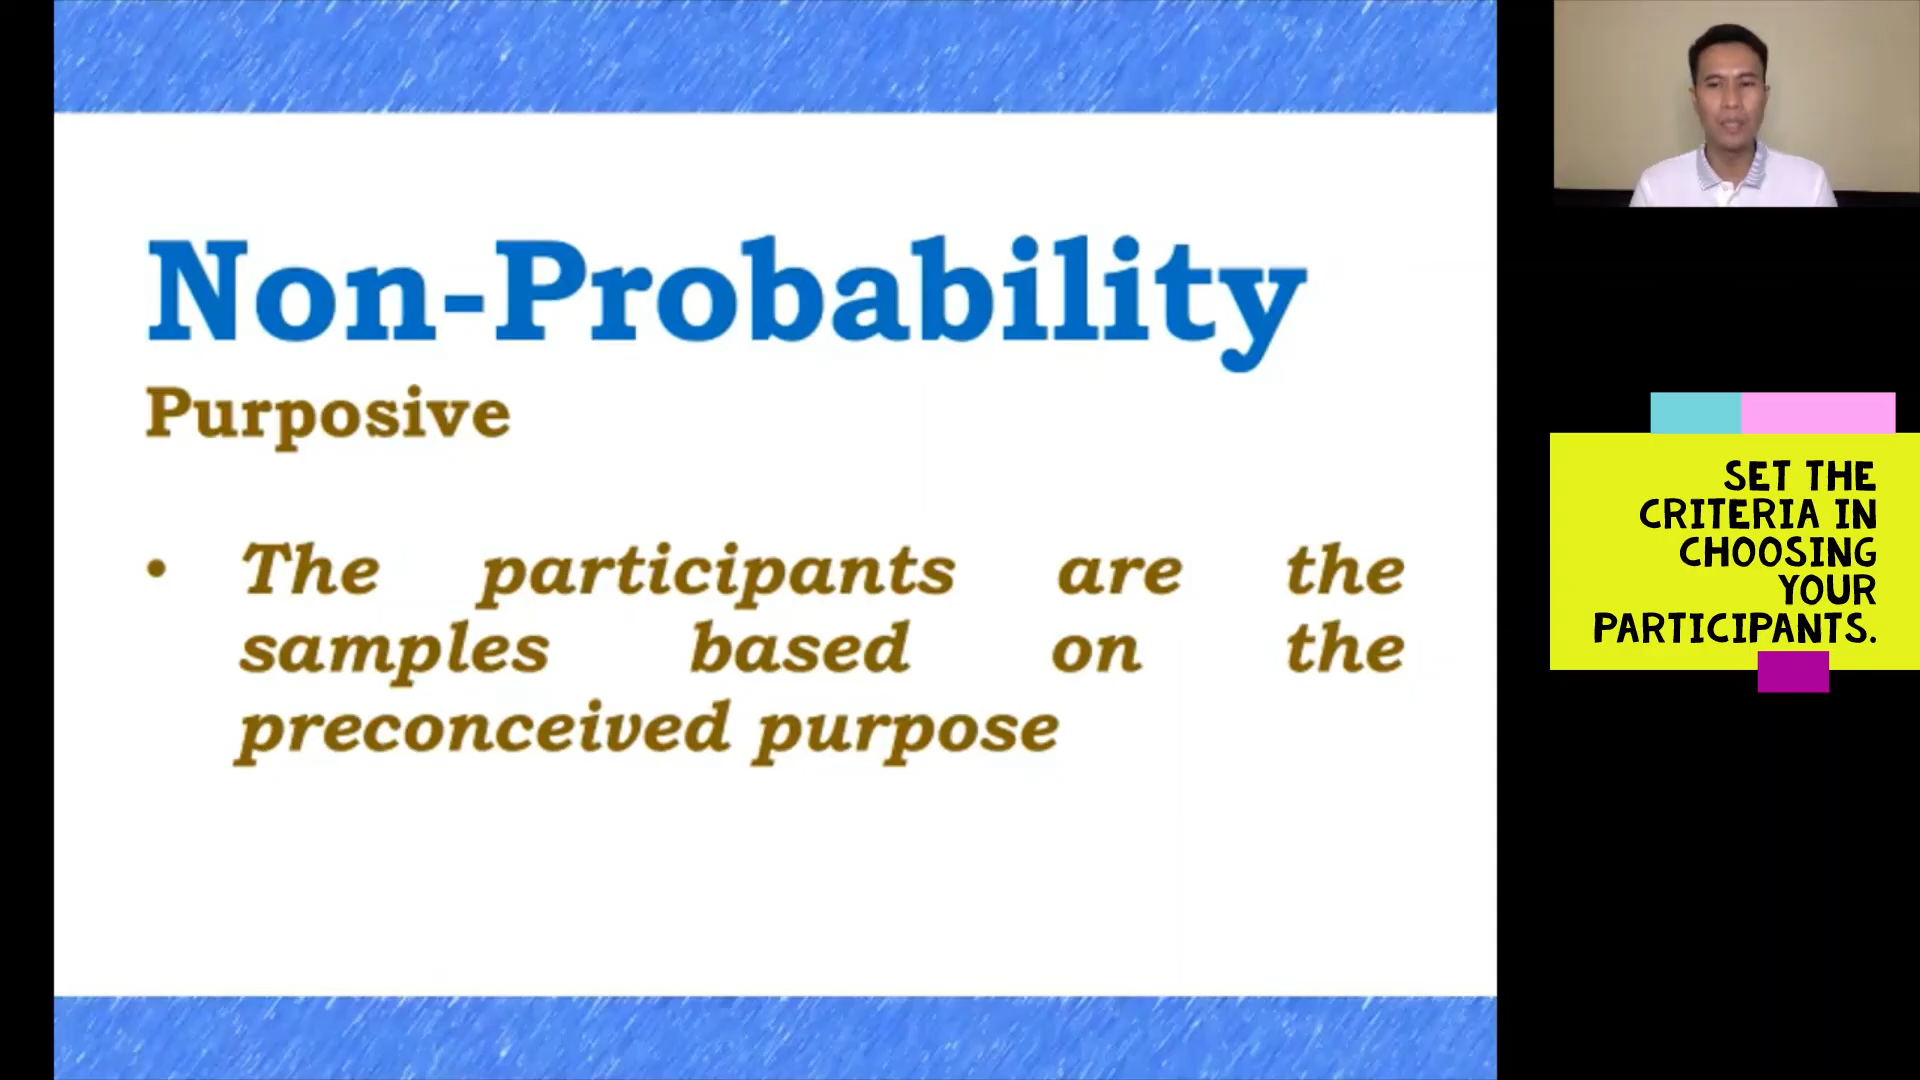 Non-Probability
Purposive
• The participants are the
samples based on the
preconceived purpose
SET THE
CRITERIA IN
CHOOSING
YOUR
PARTICIPANTS.